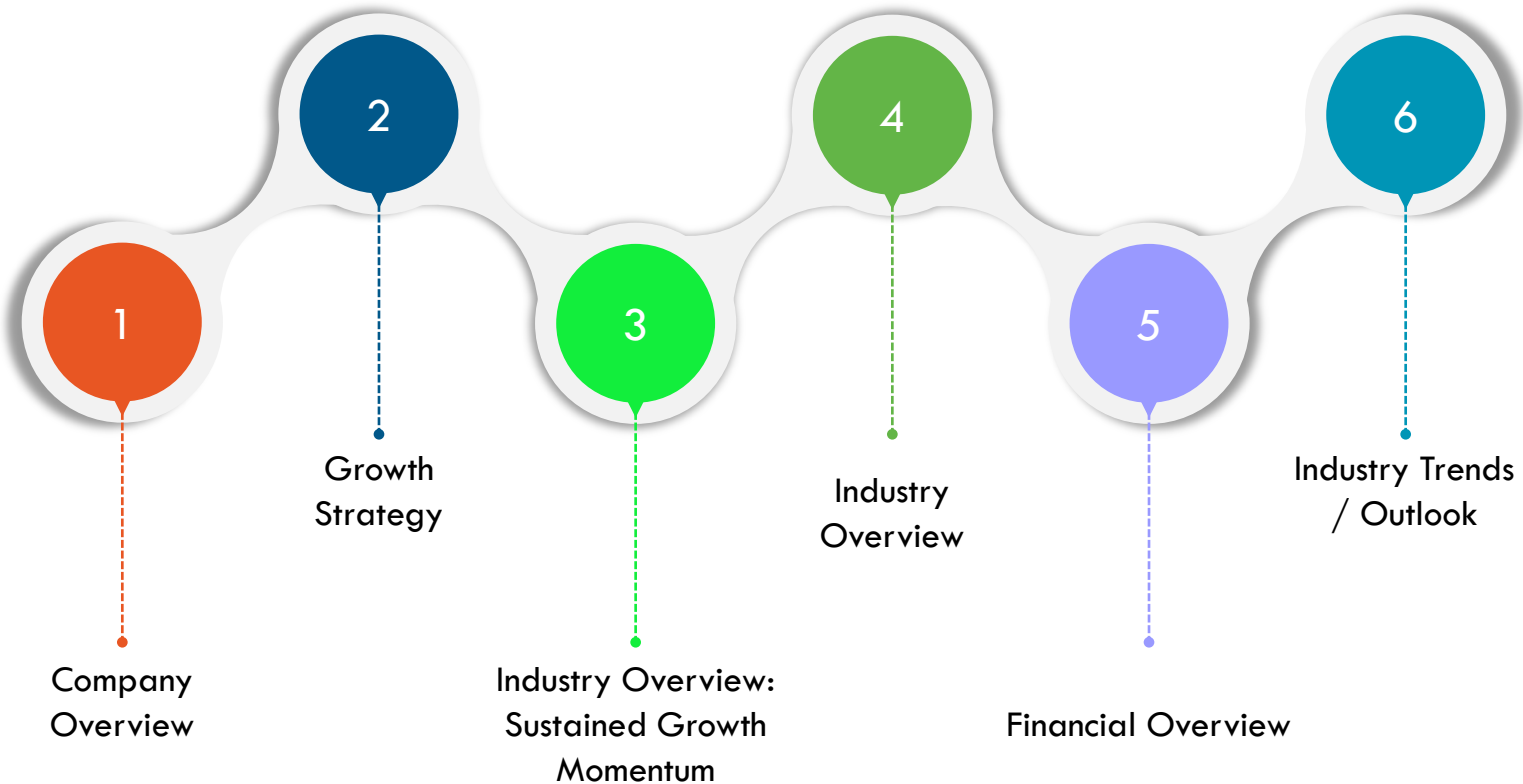 1
Company
Overview
2
Growth
Strategy
3
Industry Overview:
Sustained Growth
Momentum
4
Industry
Overview
5
Financial Overview
6
Industry Trends
/ Outlook